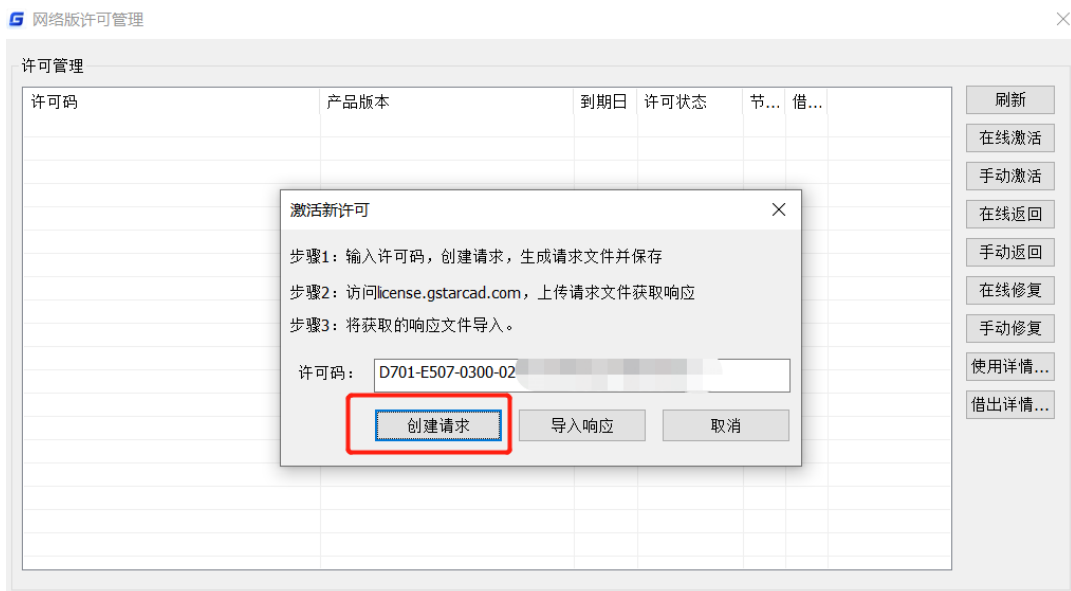 网络版许可管理
许可管理
许可码 产品版本 到期日 许可状态 节... 借...
刷新
在线激活
手动激活
在线返回
手动返回
在线修复
手动修复
使用详情...
借出详情...
激活新许可
步骤1：输入许可码，创建请求，生成请求文件并保存
步骤2：访问license.gstarcad.com，上传请求文件获取响应
步骤3：将获取的响应文件导入。
许可码： D701-E507-0300-02
创建请求 导入响应 取消